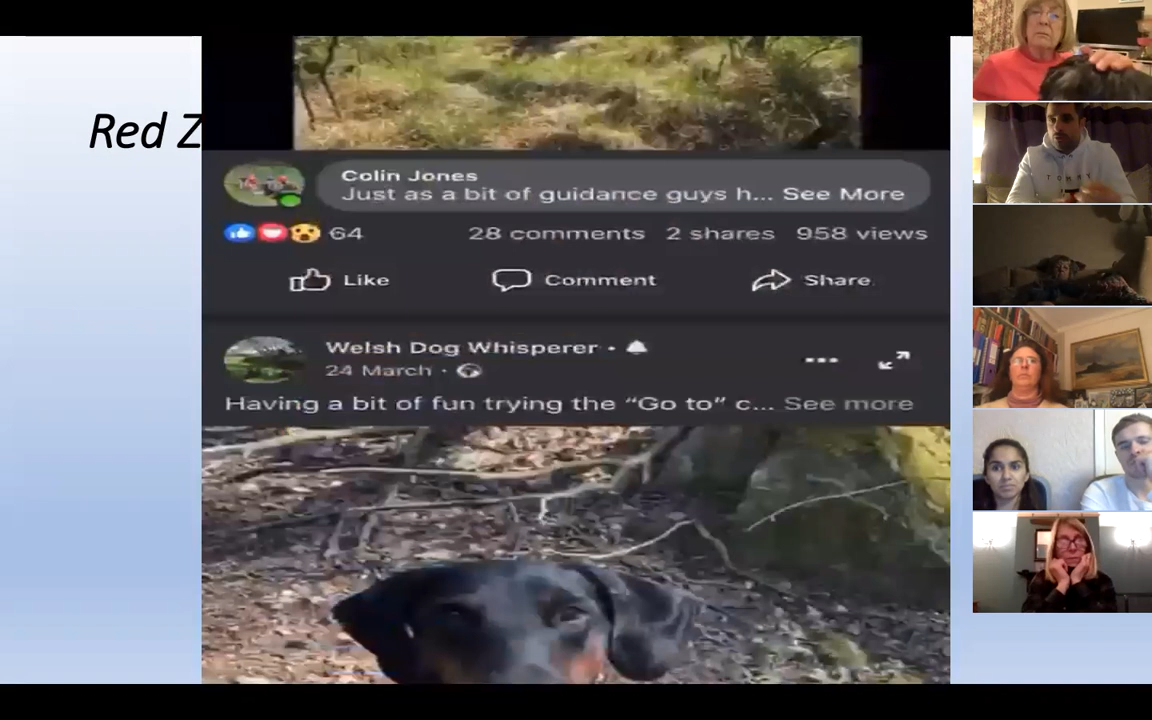 Red Z
Colin Jones
Just as a bit of guidance guys h... See More
64
28 comments 2 shares 958 views
Like Comment Share
Welsh Dog Whisperer
24 March
Having a bit of fun trying the “Go to” c... See more
TOMMY